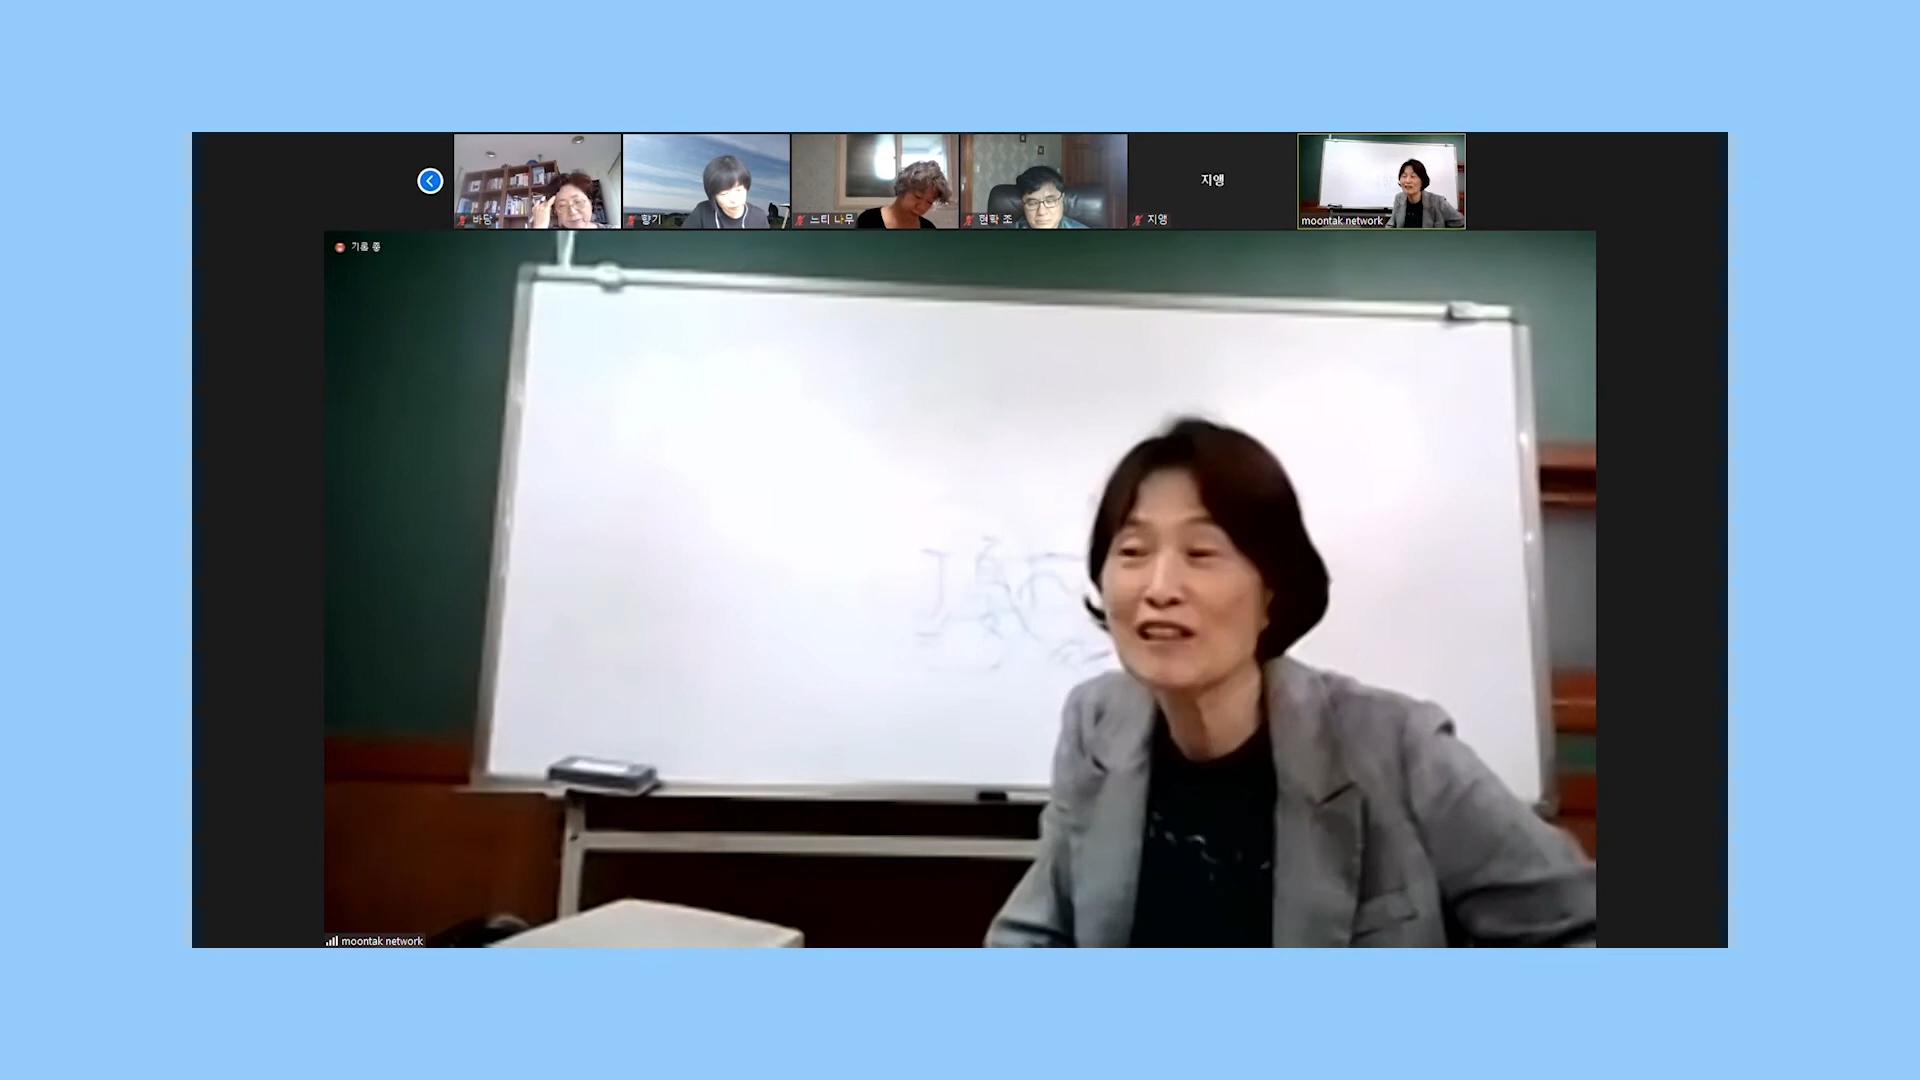 지앵
바당
향기
느티 나무
현확 조
지앵
moontak network
기록 중
moontak network